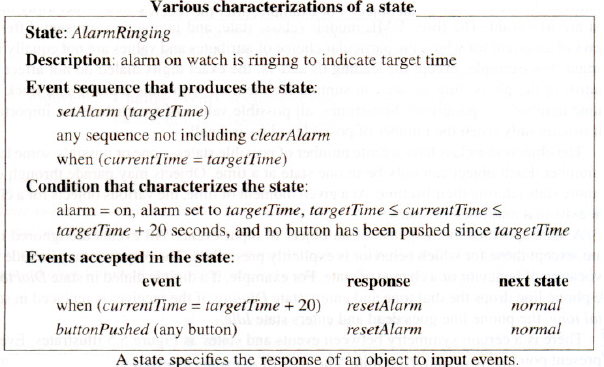 Various characterizations of a state.
State: AlarmRinging
Description: alarm on watch is ringing to indicate target time
Event sequence that produces the state:
setAlarm (targetTime)
any sequence not including clearAlarm
when (currentTime = targetTime)
Condition that characterizes the state:
alarm = on, alarm set to targetTime, targetTime ≤ currentTime ≤
targetTime + 20 seconds, and no button has been pushed since targetTime
Events accepted in the state:
event response next state
when (currentTime = targetTime + 20) resetAlarm normal
buttonPushed (any button) resetAlarm normal
A state specifies the response of an object to input events.